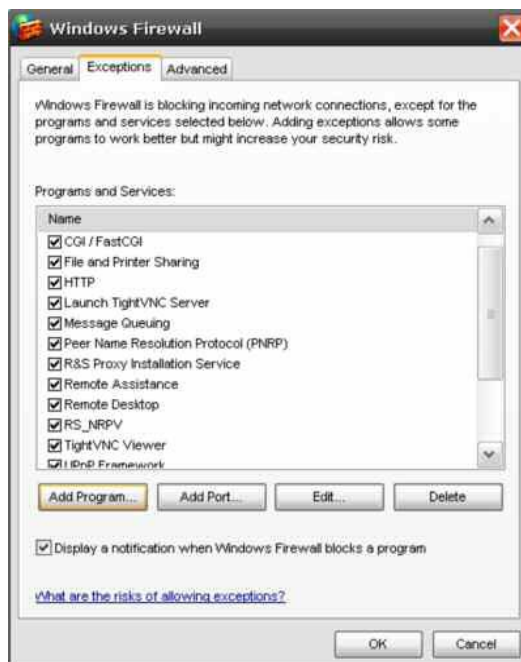 Windows Firewall
General Exceptions Advanced
Windows Firewall is blocking incoming network connections, except for the
programs and services selected below. Adding exceptions allows some
programs to work better but might increase your security risk.
Programs and Services:
Name
CGI / FastCGI
File and Printer Sharing
HTTP
Launch TightVNC Server
Message Queuing
Peer Name Resolution Protocol (PNRP)
R&S Proxy Installation Service
Remote Assistance
Remote Desktop
RS_NRPV
TightVNC Viewer
UPnP Framework
Add Program... Add Port... Edit... Delete
Display a notification when Windows Firewall blocks a program
What are the risks of allowing exceptions?
OK Cancel